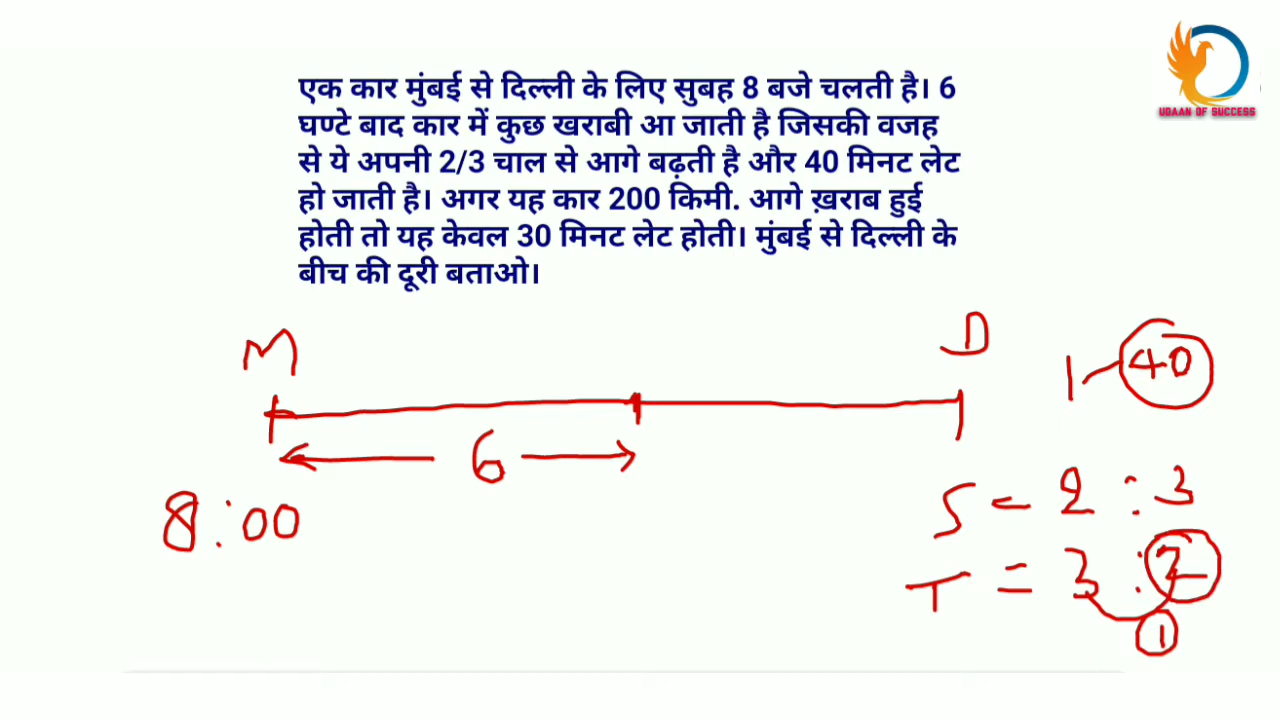 UDAAN OF SUCCESS
एक कार मुंबई से दिल्ली के लिए सुबह 8 बजे चलती है। 6
घण्टे बाद कार में कुछ खराबी आ जाती है जिसकी वजह
से ये अपनी 2/3 चाल से आगे बढ़ती है और 40 मिनट लेट
हो जाती है। अगर यह कार 200 किमी. आगे ख़राब हुई
होती तो यह केवल 30 मिनट लेट होती। मुंबई से दिल्ली के
बीच की दूरी बताओ।
M D
1-40
6
8:00
S = 2 : 3
T = 3 : 2
1